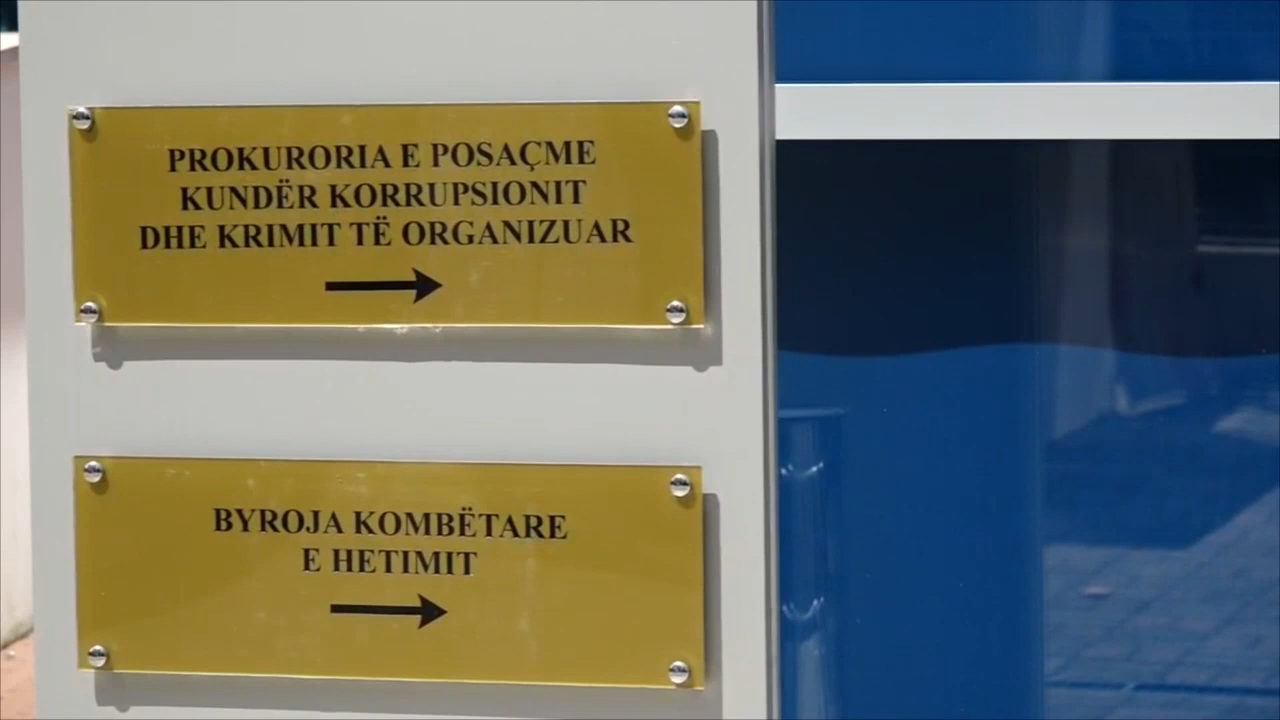 PROKURORIA E POSAÇME
KUNDËR KORRUPSIONIT
DHE KRIMIT TË ORGANIZUAR
BYROJA KOMBËTARE
E HETIMIT